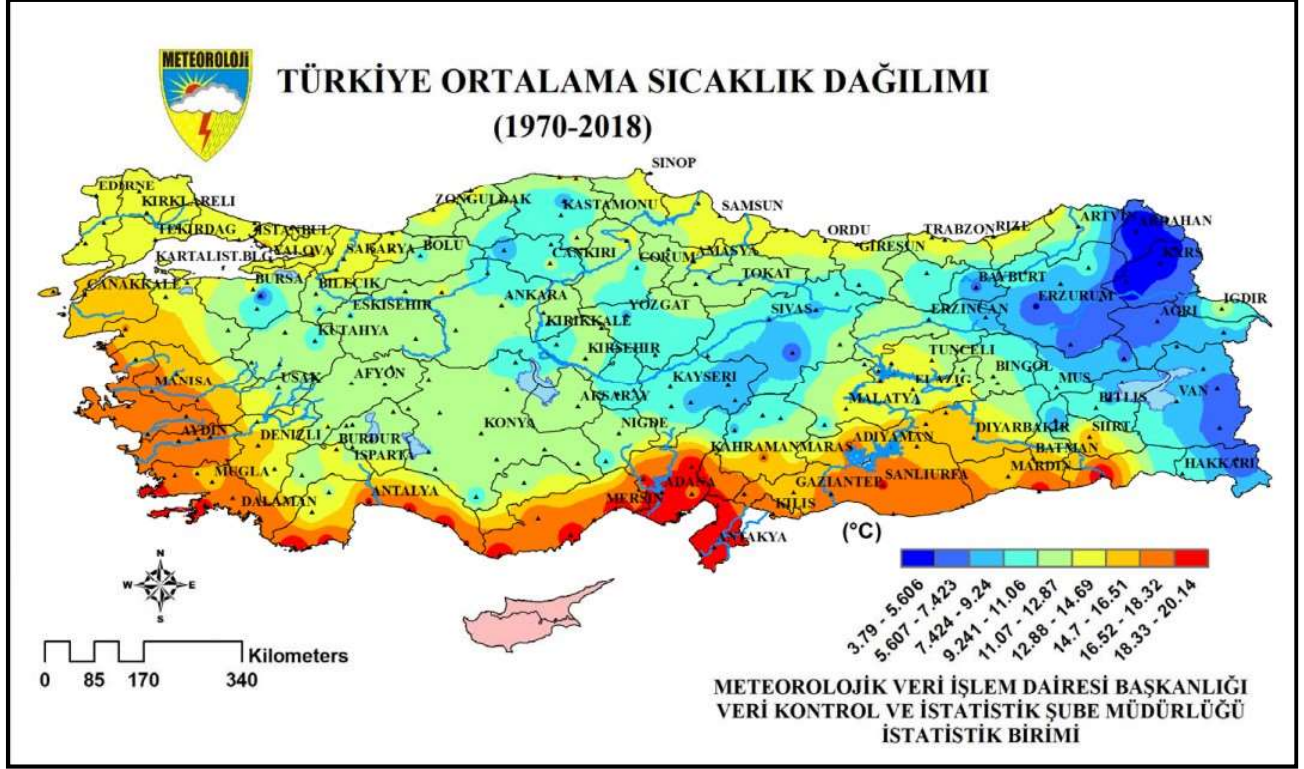 METEOROLOJİ
TÜRKİYE ORTALAMA SICAKLIK DAĞILIMI
(1970-2018)
SINOP
EDIRNE
KIRKLARELI
ZONGULDAK
KASTAMONU
SAMSUN
ARTVIN
ARDAHAN
TEKIRDAG
ISTANBUL
SAKARYA
BOLU
ORDU
TRABZON
RIZE
GIRESUN
KARTALIST.BLG
YALOVA
CANKIRI
CORUM
AMASYA
KARS
TOKAT
CANAKKALE
BURSA
BILECIK
BAYBURT
ESKISEHIR
ANKARA
YOZGAT
SIVAS
ERZINCAN
ERZURUM
IGDIR
AGRI
KUTAHYA
KIRIKKALE
KIRSEHIR
TUNCELI
BINGOL
MANISA
USAK
AFYON
KAYSERI
ELAZIG
MUS
VAN
AKSARAY
MALATYA
BITLIS
AYDIN
DENIZLI
BURDUR
KONYA
NIGDE
DIYARBAKIR
SIIRT
ISPARTA
KAHRAMANMARAS
ADIYAMAN
BATMAN
MUGLA
MARDIN
HAKKARI
DALAMAN
ANTALYA
MERSIN
ADANA
GAZIANTEP
SANLIURFA
KILIS
ANTAKYA
(°C)
3.79 - 5.606
5.607 - 7.423
7.424 - 9.24
9.241 - 11.06
11.07 - 12.87
12.88 - 14.69
14.7 - 16.51
16.52 - 18.32
18.33 - 20.14
N
W E
S
Kilometers
0 85 170 340
METEOROLOJİK VERİ İŞLEM DAİRESİ BAŞKANLIĞI
VERİ KONTROL VE İSTATİSTİK ŞUBE MÜDÜRLÜĞÜ
İSTATİSTİK BİRİMİ